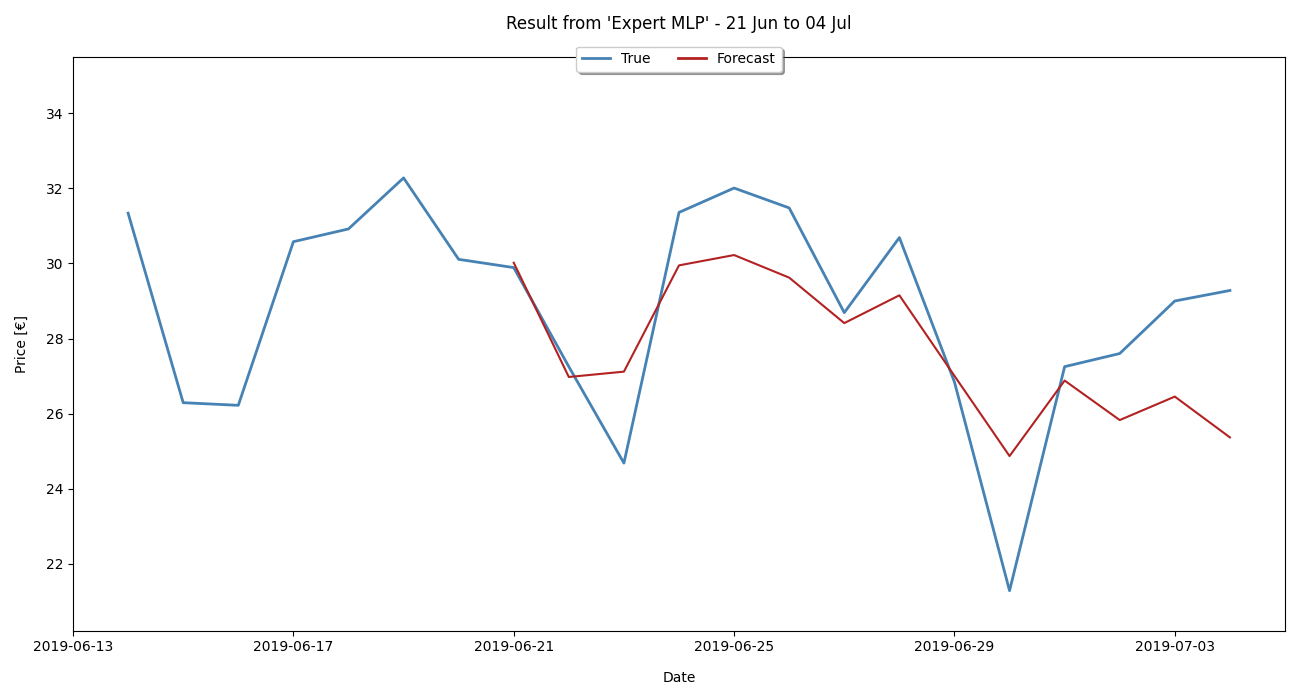 Result from 'Expert MLP' - 21 Jun to 04 Jul
True Forecast
34
32
30
28
26
24
22
Price [€]
2019-06-13 2019-06-17 2019-06-21 2019-06-25 2019-06-29 2019-07-03
Date